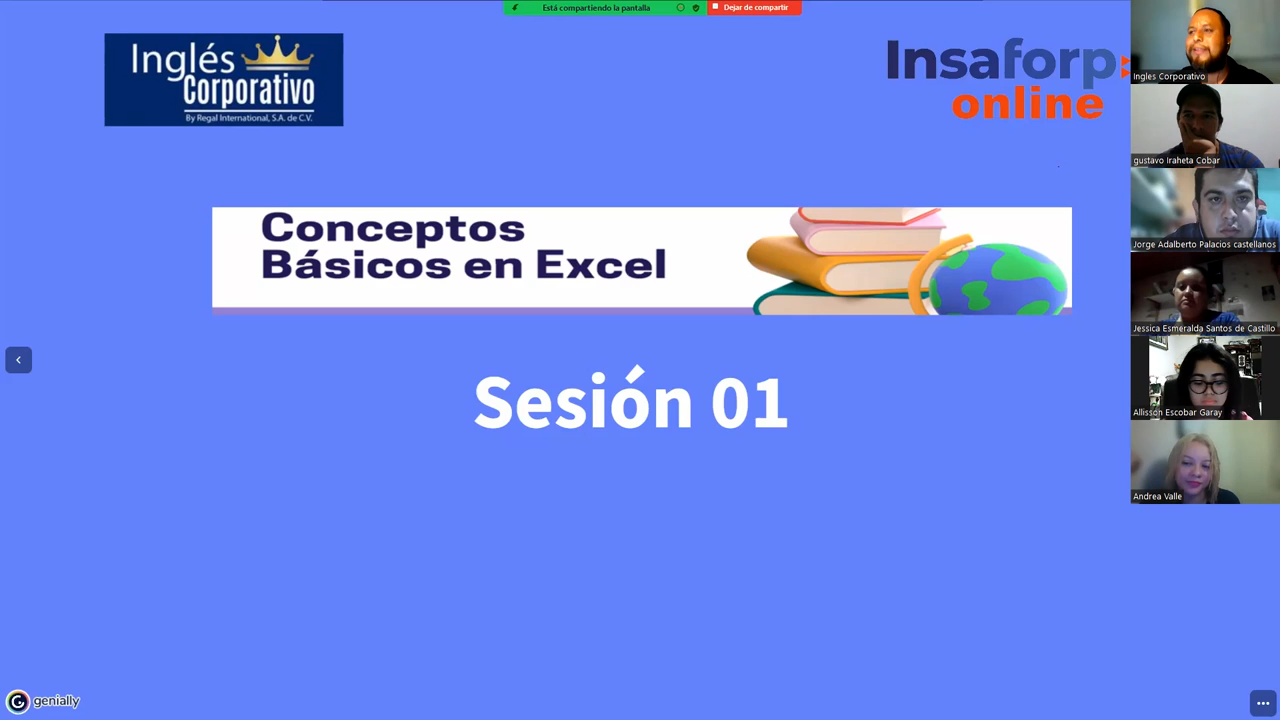 Está compartiendo la pantalla
Dejar de compartir
Inglés
Corporativo
By Regal International, S.A. de C.V.
Insaforp
online
Conceptos
Básicos en Excel
Sesión 01
Ingles Corporativo
gustavo Iraheta Cobar
Jorge Adalberto Palacios castellanos
Jessica Esmeralda Santos de Castillo
Allisson Escobar Garay
Andrea Valle
genially